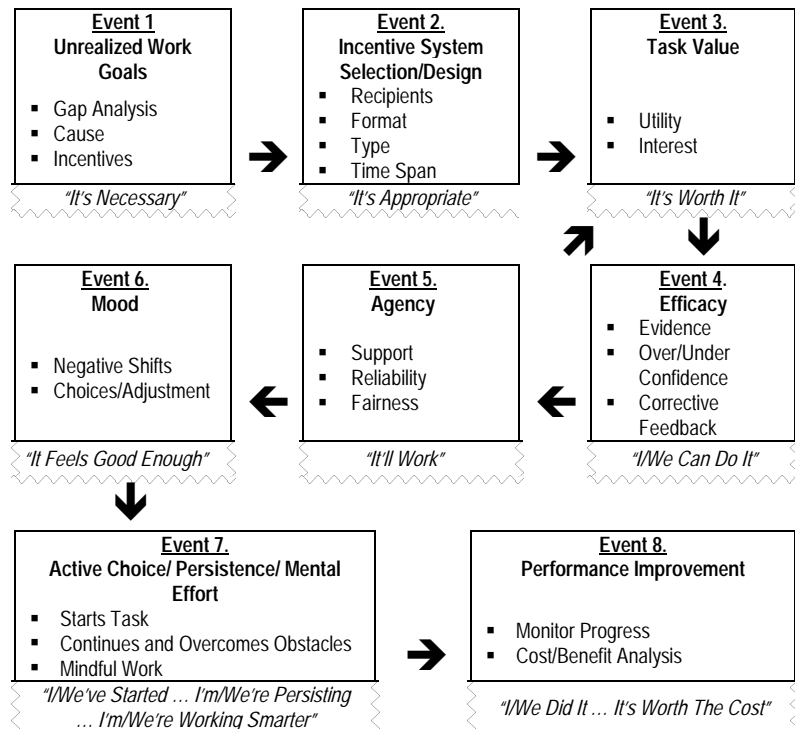 Event 1
Unrealized Work
Goals
▪ Gap Analysis
▪ Cause
▪ Incentives
"It's Necessary"
Event 2.
Incentive System
Selection/Design
▪ Recipients
▪ Format
▪ Type
▪ Time Span
"It's Appropriate"
Event 3.
Task Value
▪ Utility
▪ Interest
"It's Worth It"
Event 6.
Mood
▪ Negative Shifts
▪ Choices/Adjustment
"It Feels Good Enough"
Event 5.
Agency
▪ Support
▪ Reliability
▪ Fairness
"It'll Work"
Event 4.
Efficacy
▪ Evidence
▪ Over/Under
Confidence
▪ Corrective
Feedback
"I/We Can Do It"
Event 7.
Active Choice/ Persistence/ Mental
Effort
▪ Starts Task
▪ Continues and Overcomes Obstacles
▪ Mindful Work
"I/We've Started ... I'm/We're Persisting
... I'm/We're Working Smarter"
Event 8.
Performance Improvement
▪ Monitor Progress
▪ Cost/Benefit Analysis
"I/We Did It ... It's Worth The Cost"